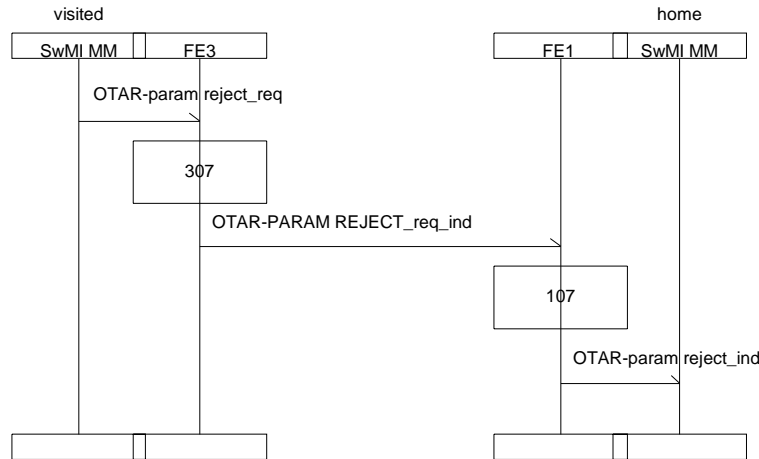 visited home
SwMI MM FE3 FE1 SwMI MM
OTAR-param reject_req
307
OTAR-PARAM REJECT_req_ind
107
OTAR-param reject_ind